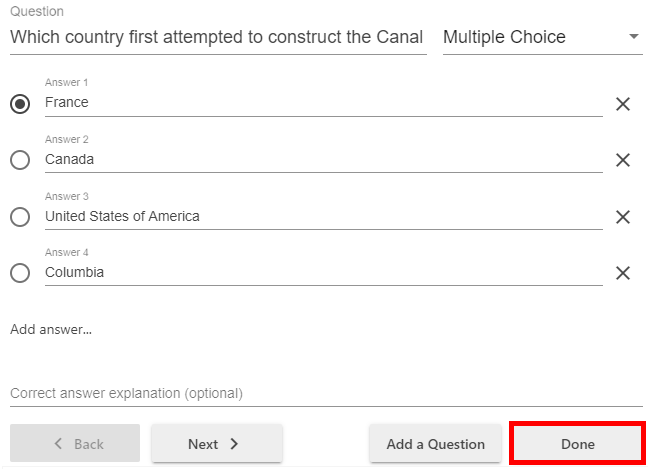 Question
Which country first attempted to construct the Canal
Multiple Choice
Answer 1
France
Answer 2
Canada
Answer 3
United States of America
Answer 4
Columbia
Add answer...
Correct answer explanation (optional)
Back
Next
Add a Question
Done